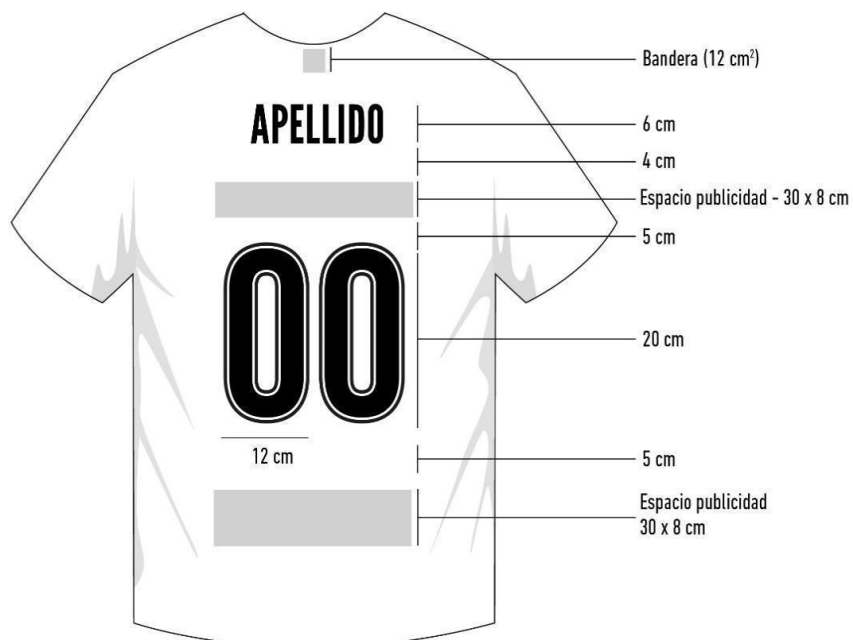 Bandera (12 cm²)
APELLIDO
6 cm
4 cm
Espacio publicidad - 30 x 8 cm
5 cm
00
20 cm
12 cm
5 cm
Espacio publicidad
30 x 8 cm